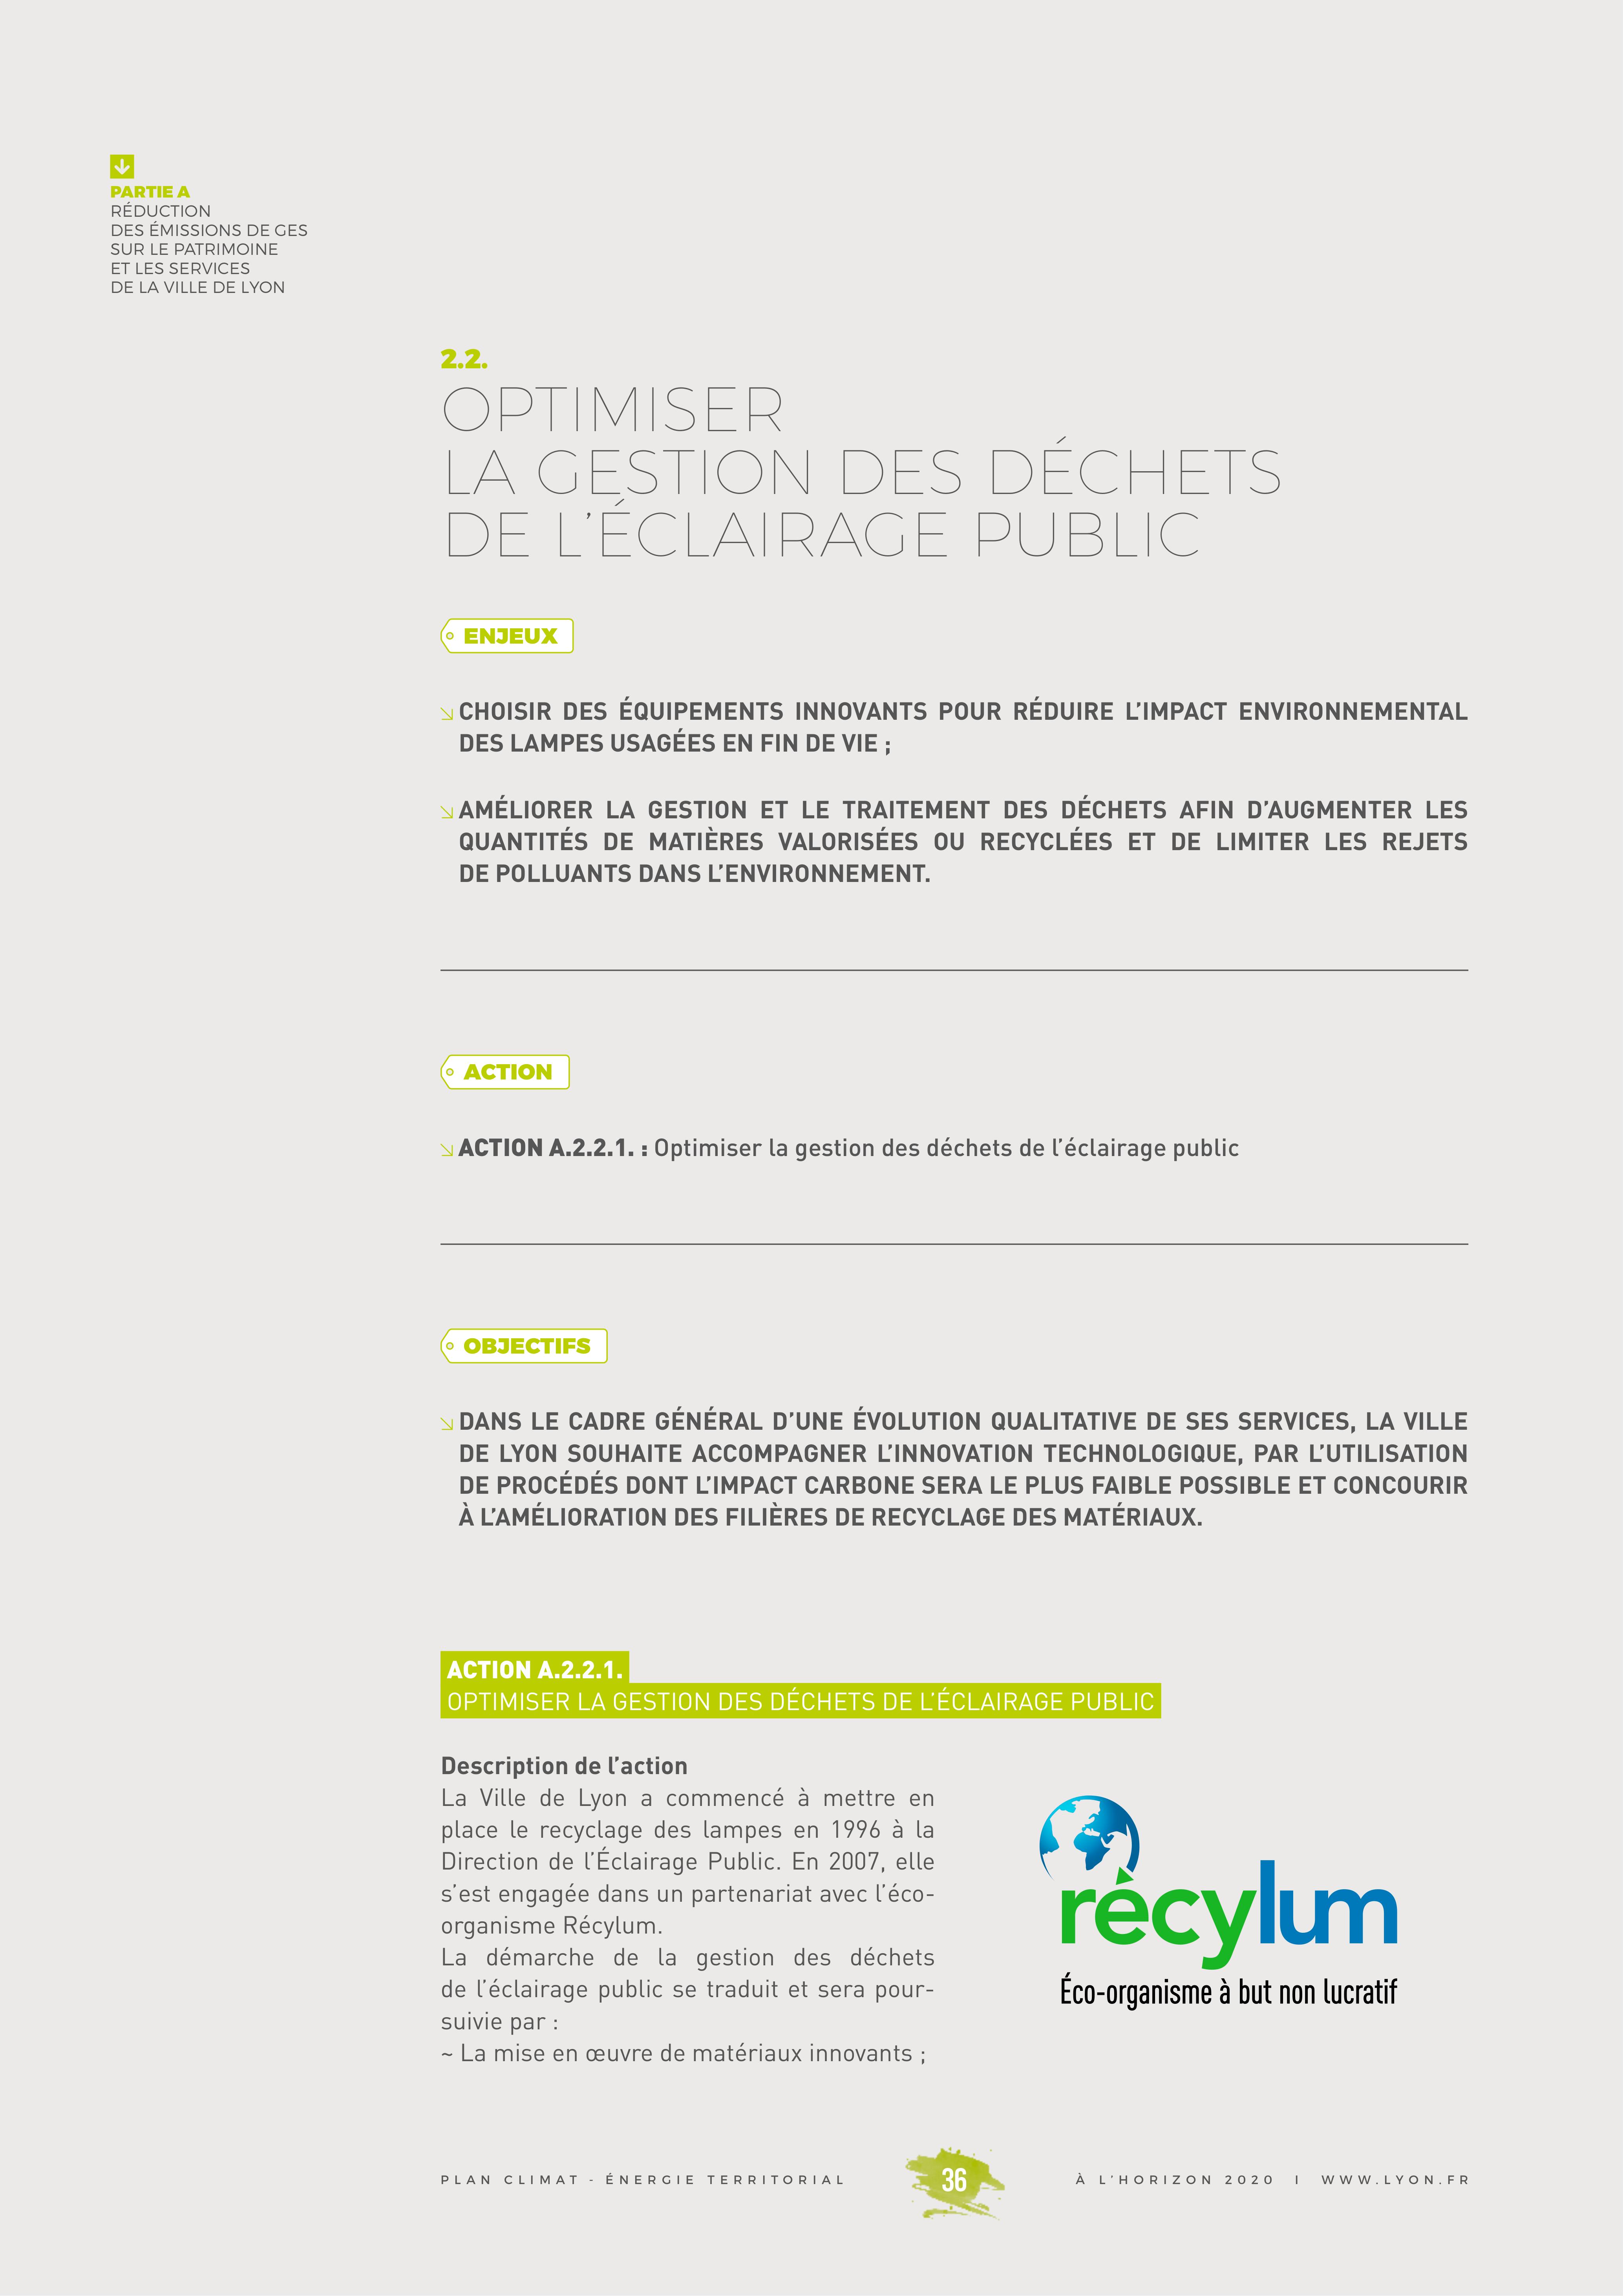 PARTIE A
RÉDUCTION
DES ÉMISSIONS DE GES
SUR LE PATRIMOINE
ET LES SERVICES
DE LA VILLE DE LYON
2.2.
OPTIMISER
LA GESTION DES DÉCHETS
DE L’ÉCLAIRAGE PUBLIC
ENJEUX
CHOISIR DES ÉQUIPEMENTS INNOVANTS POUR RÉDUIRE L’IMPACT ENVIRONNEMENTAL
DES LAMPES USAGÉES EN FIN DE VIE ;
AMÉLIORER LA GESTION ET LE TRAITEMENT DES DÉCHETS AFIN D’AUGMENTER LES
QUANTITÉS DE MATIÈRES VALORISÉES OU RECYCLÉES ET DE LIMITER LES REJETS
DE POLLUANTS DANS L’ENVIRONNEMENT.
ACTION
ACTION A.2.2.1. : Optimiser la gestion des déchets de l’éclairage public
OBJECTIFS
DANS LE CADRE GÉNÉRAL D’UNE ÉVOLUTION QUALITATIVE DE SES SERVICES, LA VILLE
DE LYON SOUHAITE ACCOMPAGNER L’INNOVATION TECHNOLOGIQUE, PAR L’UTILISATION
DE PROCÉDÉS DONT L’IMPACT CARBONE SERA LE PLUS FAIBLE POSSIBLE ET CONCOURIR
À L’AMÉLIORATION DES FILIÈRES DE RECYCLAGE DES MATÉRIAUX.
ACTION A.2.2.1.
OPTIMISER LA GESTION DES DÉCHETS DE L’ÉCLAIRAGE PUBLIC
Description de l’action
La Ville de Lyon a commencé à mettre en
place le recyclage des lampes en 1996 à la
Direction de l’Éclairage Public. En 2007, elle
s’est engagée dans un partenariat avec l’éco-
organisme Récylum.
La démarche de la gestion des déchets
de l’éclairage public se traduit et sera pour-
suivie par :
~ La mise en œuvre de matériaux innovants ;
récylum
Éco-organisme à but non lucratif
PLAN CLIMAT - ÉNERGIE TERRITORIAL
36
À L’HORIZON 2020 I WWW.LYON.FR